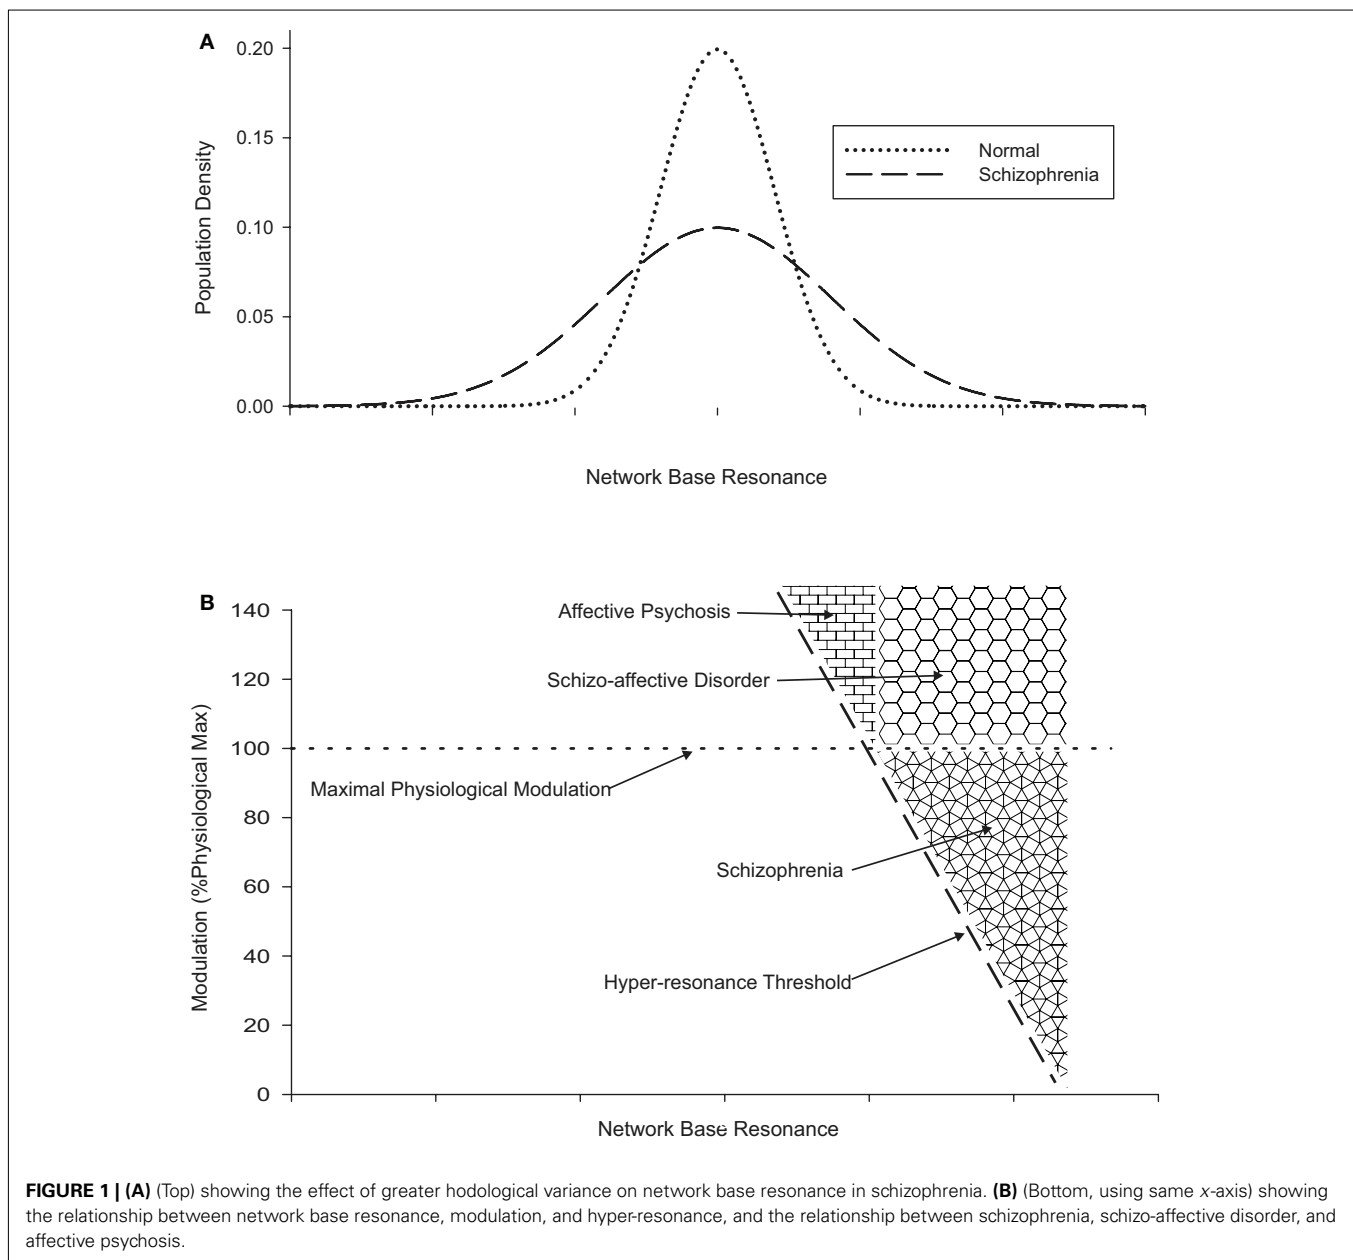 A
0.20
0.15
0.10
0.05
0.00
Population Density
Normal
Schizophrenia
Network Base Resonance
B
140
120
100
80
60
40
20
0
Modulation (%Physiological Max)
Affective Psychosis
Schizo-affective Disorder
Maximal Physiological Modulation
Schizophrenia
Hyper-resonance Threshold
Network Base Resonance
FIGURE 1 | (A) (Top) showing the effect of greater hodological variance on network base resonance in schizophrenia. (B) (Bottom, using same x-axis) showing
the relationship between network base resonance, modulation, and hyper-resonance, and the relationship between schizophrenia, schizo-affective disorder, and
affective psychosis.